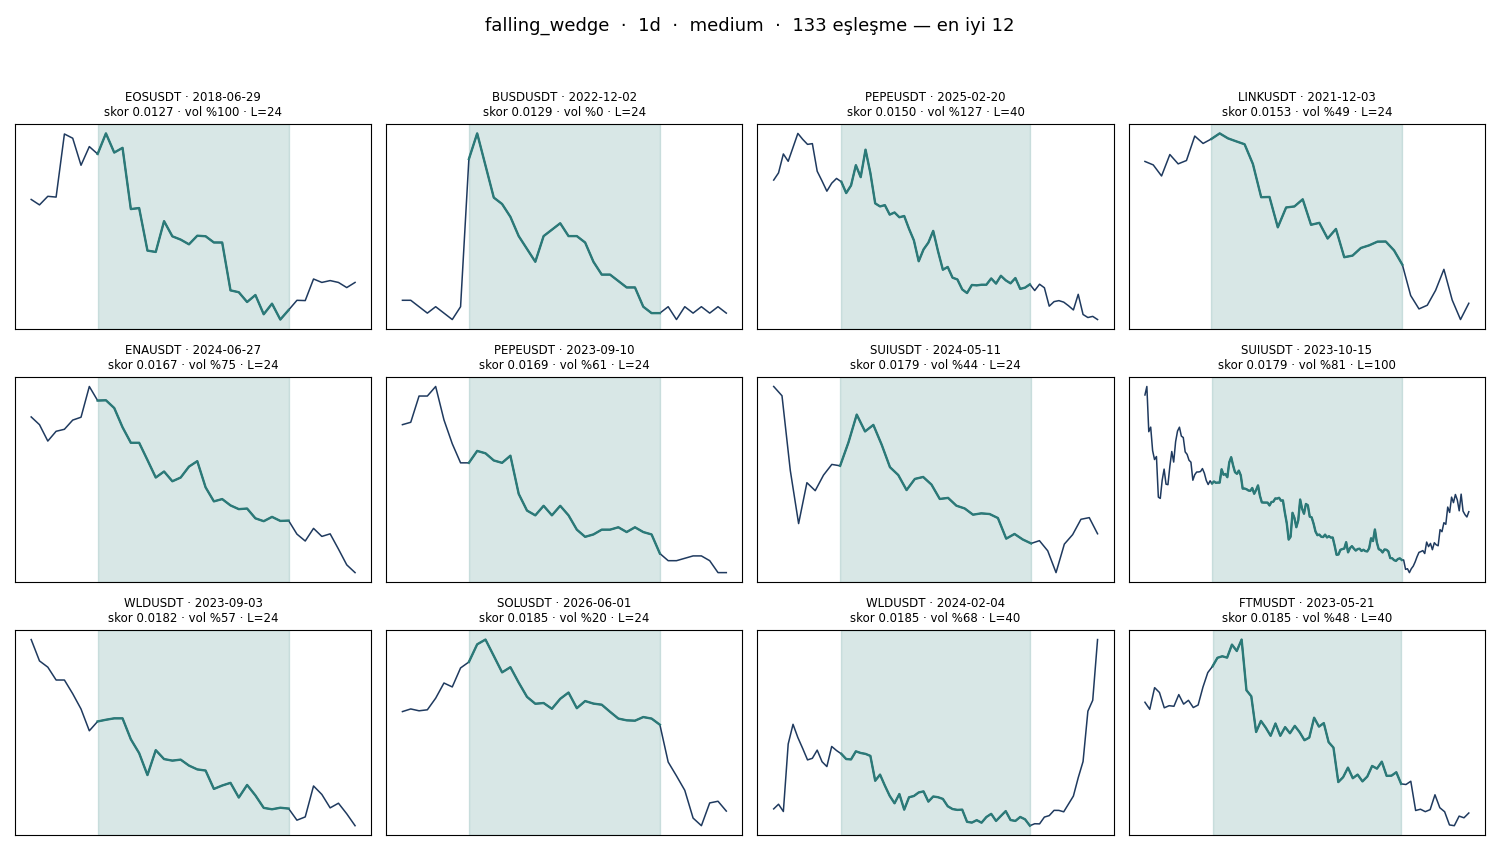 falling_wedge · 1d · medium · 133 eşleşme — en iyi 12
EOSUSDT · 2018-06-29
skor 0.0127 · vol %100 · L=24
BUSDUSDT · 2022-12-02
skor 0.0129 · vol %0 · L=24
PEPEUSDT · 2025-02-20
skor 0.0150 · vol %127 · L=40
LINKUSDT · 2021-12-03
skor 0.0153 · vol %49 · L=24
ENAUSDT · 2024-06-27
skor 0.0167 · vol %75 · L=24
PEPEUSDT · 2023-09-10
skor 0.0169 · vol %61 · L=24
SUIUSDT · 2024-05-11
skor 0.0179 · vol %44 · L=24
SUIUSDT · 2023-10-15
skor 0.0179 · vol %81 · L=100
WLDUSDT · 2023-09-03
skor 0.0182 · vol %57 · L=24
SOLUSDT · 2026-06-01
skor 0.0185 · vol %20 · L=24
WLDUSDT · 2024-02-04
skor 0.0185 · vol %68 · L=40
FTMUSDT · 2023-05-21
skor 0.0185 · vol %48 · L=40